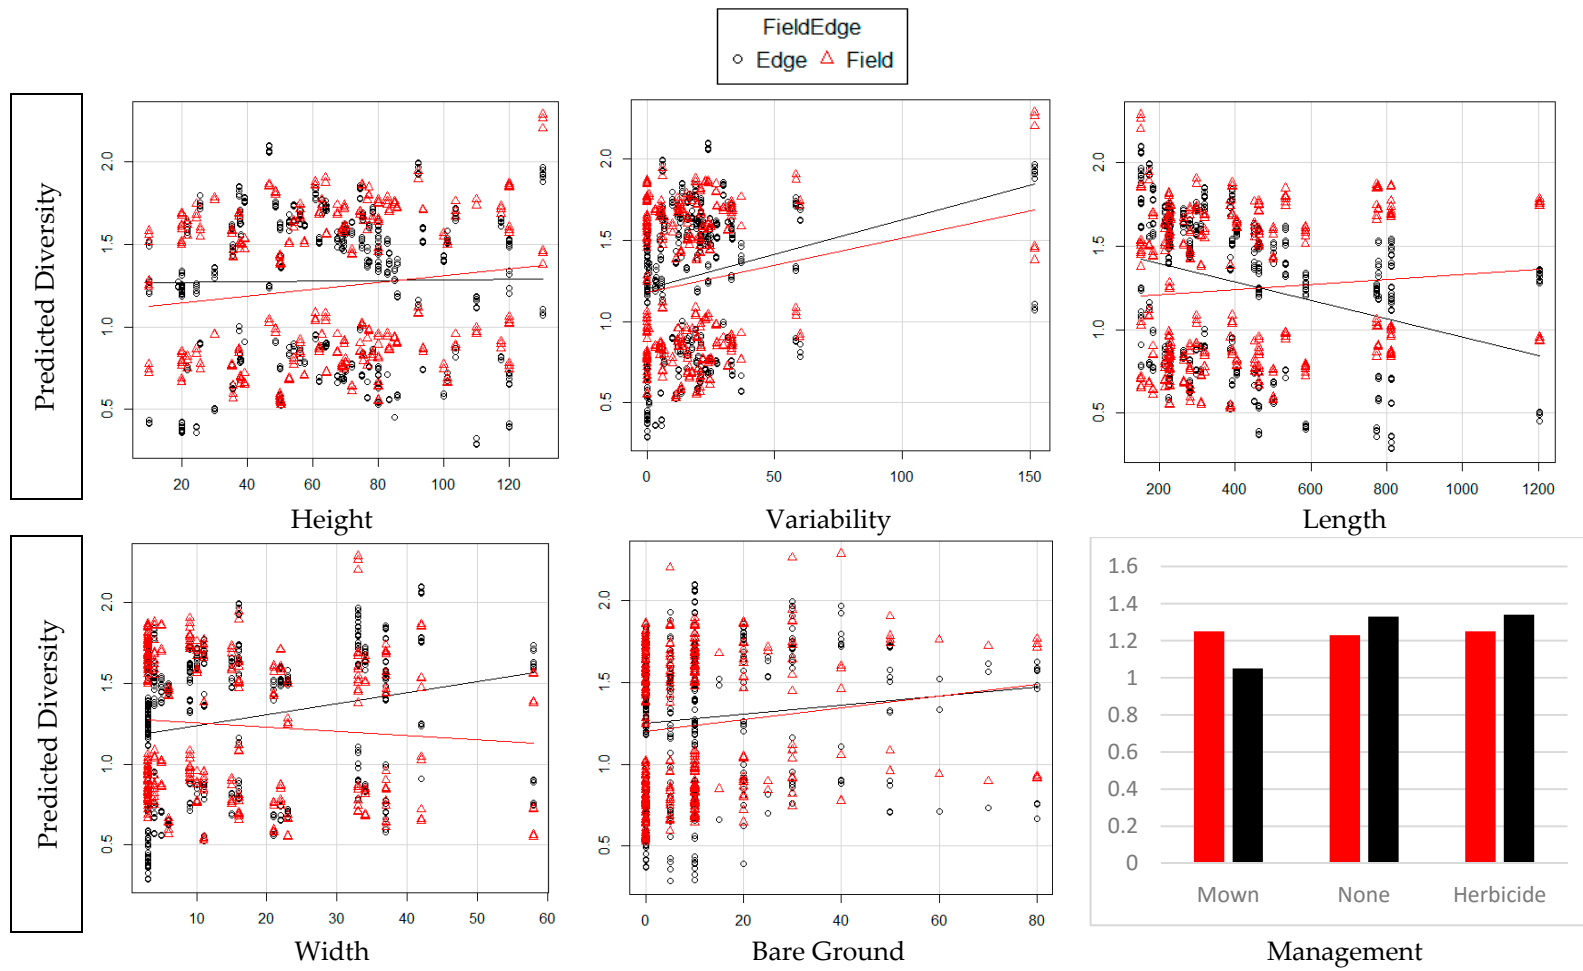 FieldEdge
Edge Field
Predicted Diversity
2.0
1.5
1.0
0.5
20 40 60 80 100 120
Height
2.0
1.5
1.0
0.5
0 50 100 150
Variability
2.0
1.5
1.0
0.5
200 400 600 800 1000 1200
Length
Predicted Diversity
2.0
1.5
1.0
0.5
10 20 30 40 50 60
Width
2.0
1.5
1.0
0.5
0 20 40 60 80
Bare Ground
1.6
1.4
1.2
1
0.8
0.6
0.4
0.2
0
Mown None Herbicide
Management